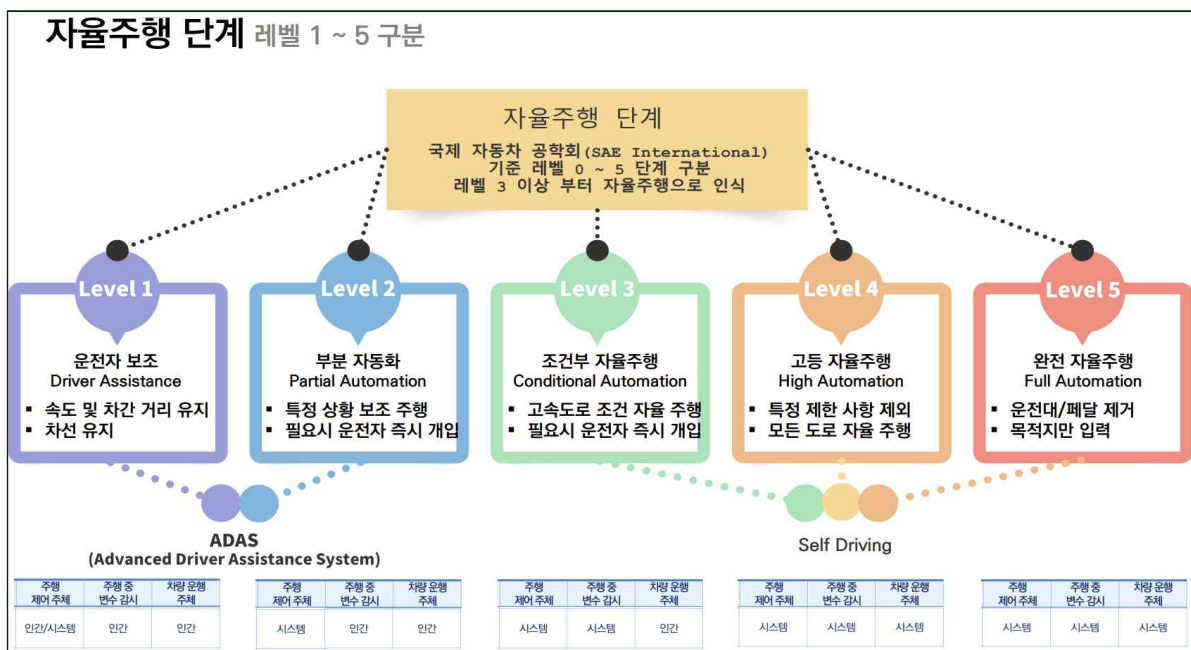 자율주행 단계 레벨 1 ~ 5 구분
자율주행 단계
국제 자동차 공학회(SAE International)
기준 레벨 0 ~ 5 단계 구분
레벨 3 이상 부터 자율주행으로 인식
Level 1
운전자 보조
Driver Assistance
▪ 속도 및 차간 거리 유지
▪ 차선 유지
Level 2
부분 자동화
Partial Automation
▪ 특정 상황 보조 주행
▪ 필요시 운전자 즉시 개입
Level 3
조건부 자율주행
Conditional Automation
▪ 고속도로 조건 자율 주행
▪ 필요시 운전자 즉시 개입
Level 4
고등 자율주행
High Automation
▪ 특정 제한 사항 제외
▪ 모든 도로 자율 주행
Level 5
완전 자율주행
Full Automation
▪ 운전대/페달 제거
▪ 목적지만 입력
ADAS
(Advanced Driver Assistance System)
Self Driving
주행 제어 주체 주행 중 변수 감시 차량 운행 주체
인간/시스템 인간 인간
주행 제어 주체 주행 중 변수 감시 차량 운행 주체
시스템 인간 인간
주행 제어 주체 주행 중 변수 감시 차량 운행 주체
시스템 시스템 인간
주행 제어 주체 주행 중 변수 감시 차량 운행 주체
시스템 시스템 시스템
주행 제어 주체 주행 중 변수 감시 차량 운행 주체
시스템 시스템 시스템